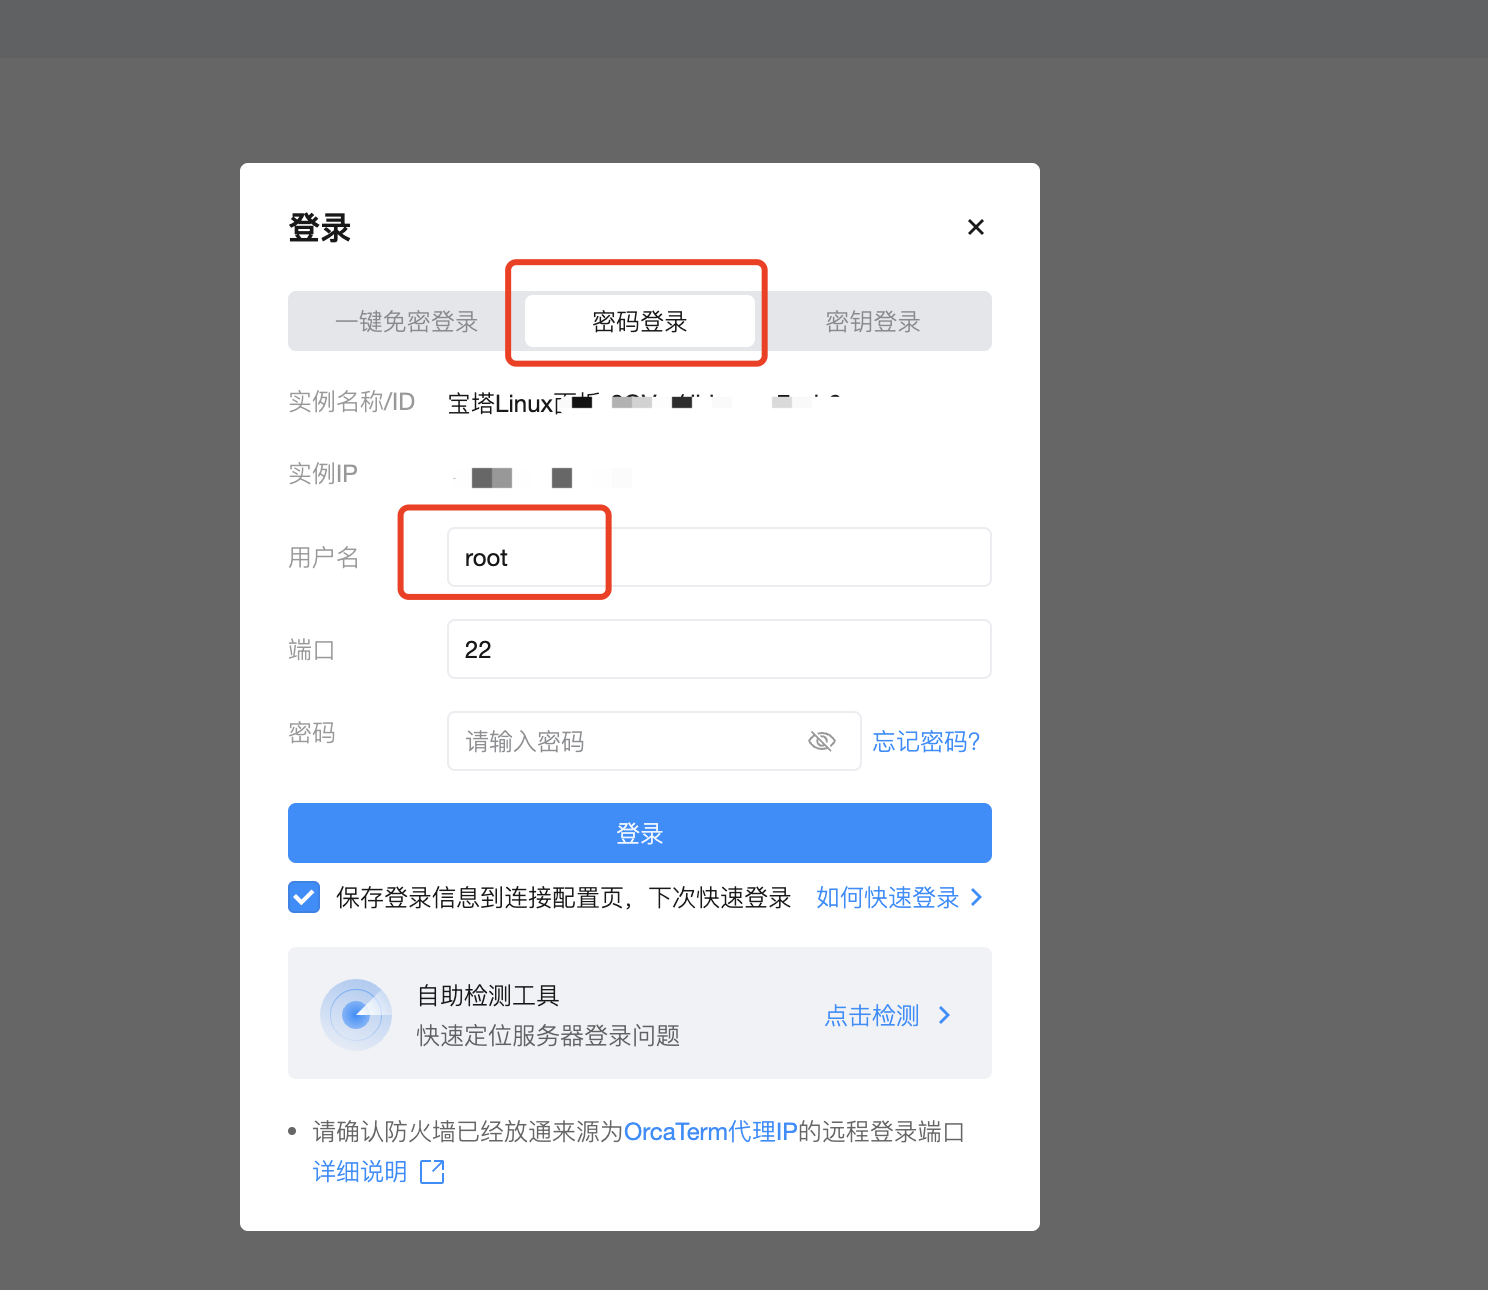 登录
一键免密登录 密码登录 密钥登录
实例名称/ID 宝塔Linux
实例IP
用户名 root
端口 22
密码 请输入密码 忘记密码?
登录
保存登录信息到连接配置页，下次快速登录 如何快速登录
自助检测工具
快速定位服务器登录问题
点击检测
请确认防火墙已经放通来源为OrcaTerm代理IP的远程登录端口
详细说明